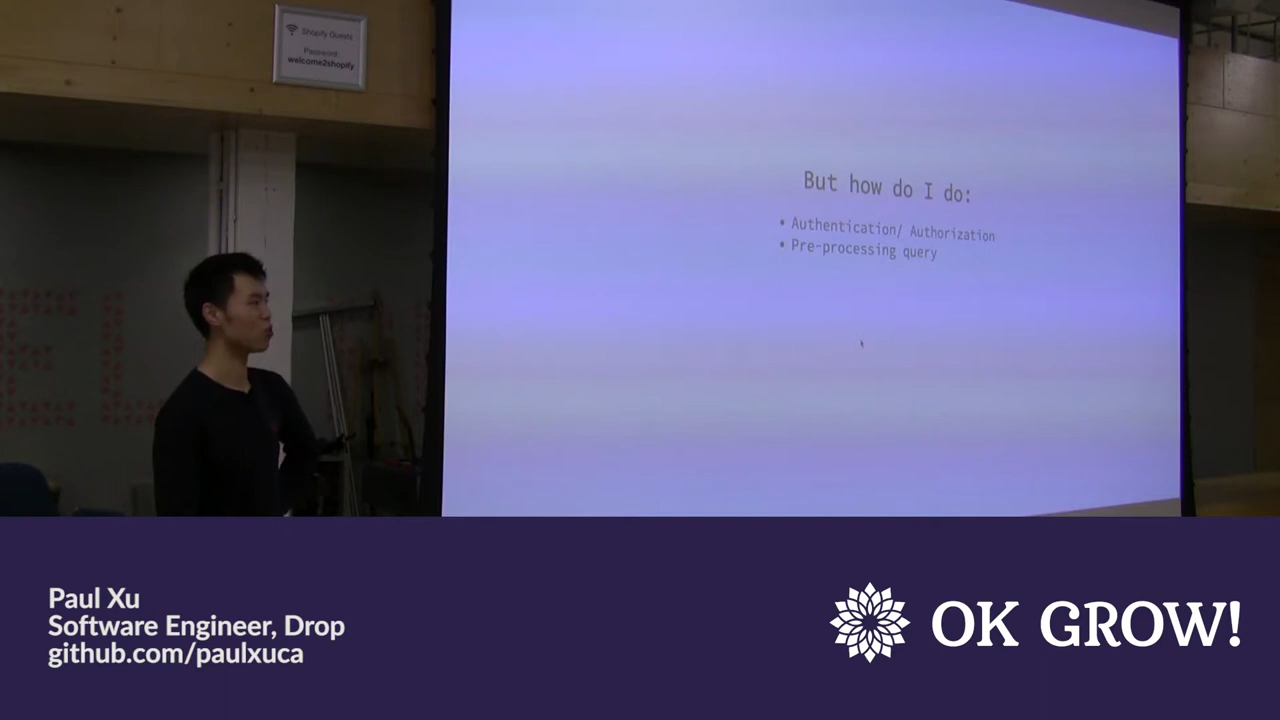 Shopify Guests
Password:
welcome2shopify
But how do I do:
• Authentication/ Authorization
• Pre-processing query
Paul Xu
Software Engineer, Drop
github.com/paulxuca
OK GROW!